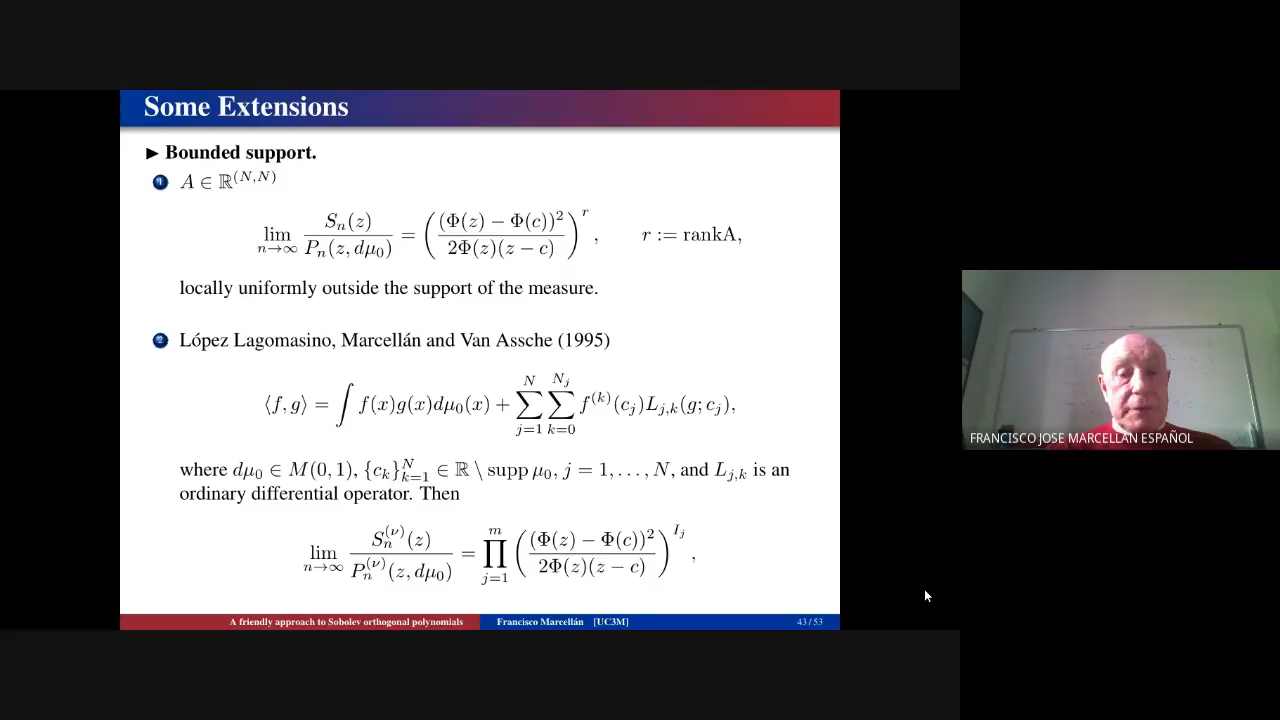 Some Extensions
▶ Bounded support.
1 A ∈ ℝ^(N,N)
lim_{n→∞} S_n(z) / P_n(z, dμ_0) = ( (Φ(z) − Φ(c))^2 / 2Φ(z)(z − c) )^r, r := rankA,
locally uniformly outside the support of the measure.
2 López Lagomasino, Marcellán and Van Assche (1995)
⟨f, g⟩ = ∫ f(x)g(x)dμ_0(x) + ∑_{j=1}^{N} ∑_{k=0}^{N_j} f^{(k)}(c_j)L_{j,k}(g; c_j),
where dμ_0 ∈ M(0, 1), {c_k}_{k=1}^{N} ∈ ℝ \ supp μ_0, j = 1, . . . , N, and L_{j,k} is an
ordinary differential operator. Then
lim_{n→∞} S_n^{(ν)}(z) / P_n^{(ν)}(z, dμ_0) = ∏_{j=1}^{m} ( (Φ(z) − Φ(c))^2 / 2Φ(z)(z − c) )^{I_j},
A friendly approach to Sobolev orthogonal polynomials Francisco Marcellán [UC3M] 43 / 53
FRANCISCO JOSE MARCELLAN ESPAÑOL